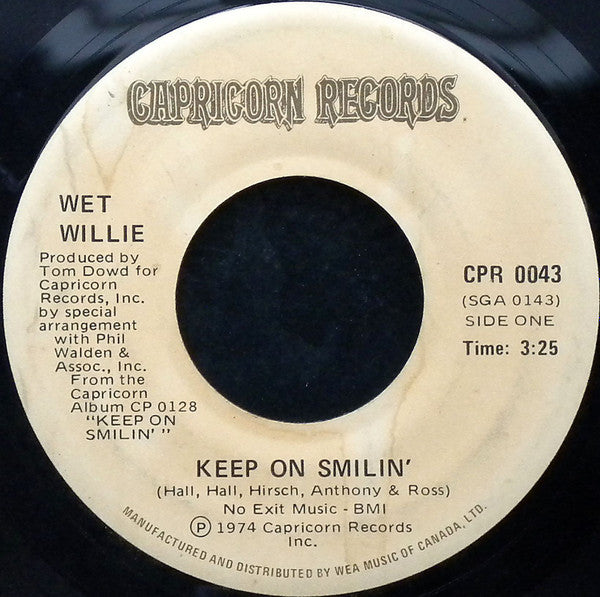 CAPRICORN RECORDS
WET
WILLIE
Produced by
Tom Dowd for
Capricorn
Records, Inc.
by special
arrangement
with Phil
Walden &
Assoc., Inc.
From the
Capricorn
Album CP 0128
"KEEP ON
SMILIN' "
CPR 0043
(SGA 0143)
SIDE ONE
Time: 3:25
KEEP ON SMILIN'
(Hall, Hall, Hirsch, Anthony & Ross)
No Exit Music - BMI
Ⓟ 1974 Capricorn Records
Inc.
MANUFACTURED AND DISTRIBUTED BY WEA MUSIC OF CANADA, LTD.